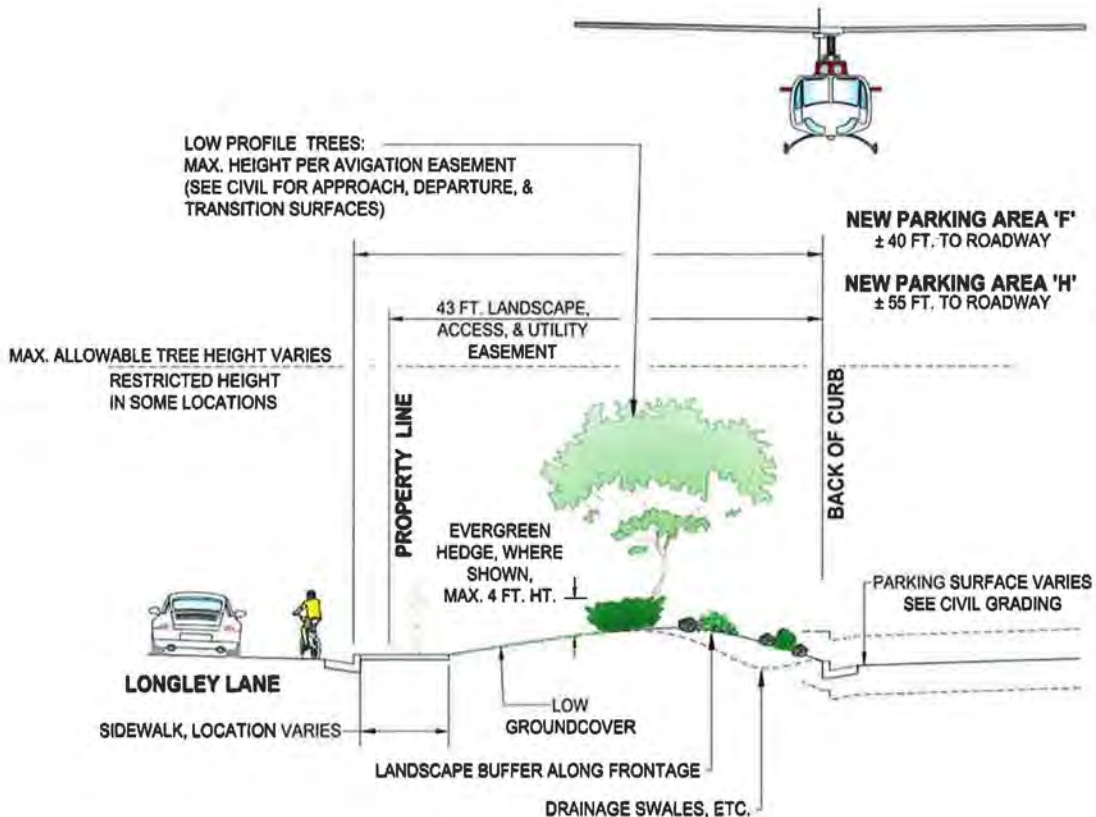 LOW PROFILE TREES:
MAX. HEIGHT PER AVIGATION EASEMENT
(SEE CIVIL FOR APPROACH, DEPARTURE, &
TRANSITION SURFACES)
NEW PARKING AREA 'F'
± 40 FT. TO ROADWAY
NEW PARKING AREA 'H'
± 55 FT. TO ROADWAY
43 FT. LANDSCAPE,
ACCESS, & UTILITY
EASEMENT
MAX. ALLOWABLE TREE HEIGHT VARIES
RESTRICTED HEIGHT
IN SOME LOCATIONS
PROPERTY LINE
BACK OF CURB
EVERGREEN
HEDGE, WHERE
SHOWN,
MAX. 4 FT. HT.
PARKING SURFACE VARIES
SEE CIVIL GRADING
LONGLEY LANE
SIDEWALK, LOCATION VARIES
LOW
GROUNDCOVER
LANDSCAPE BUFFER ALONG FRONTAGE
DRAINAGE SWALES, ETC.